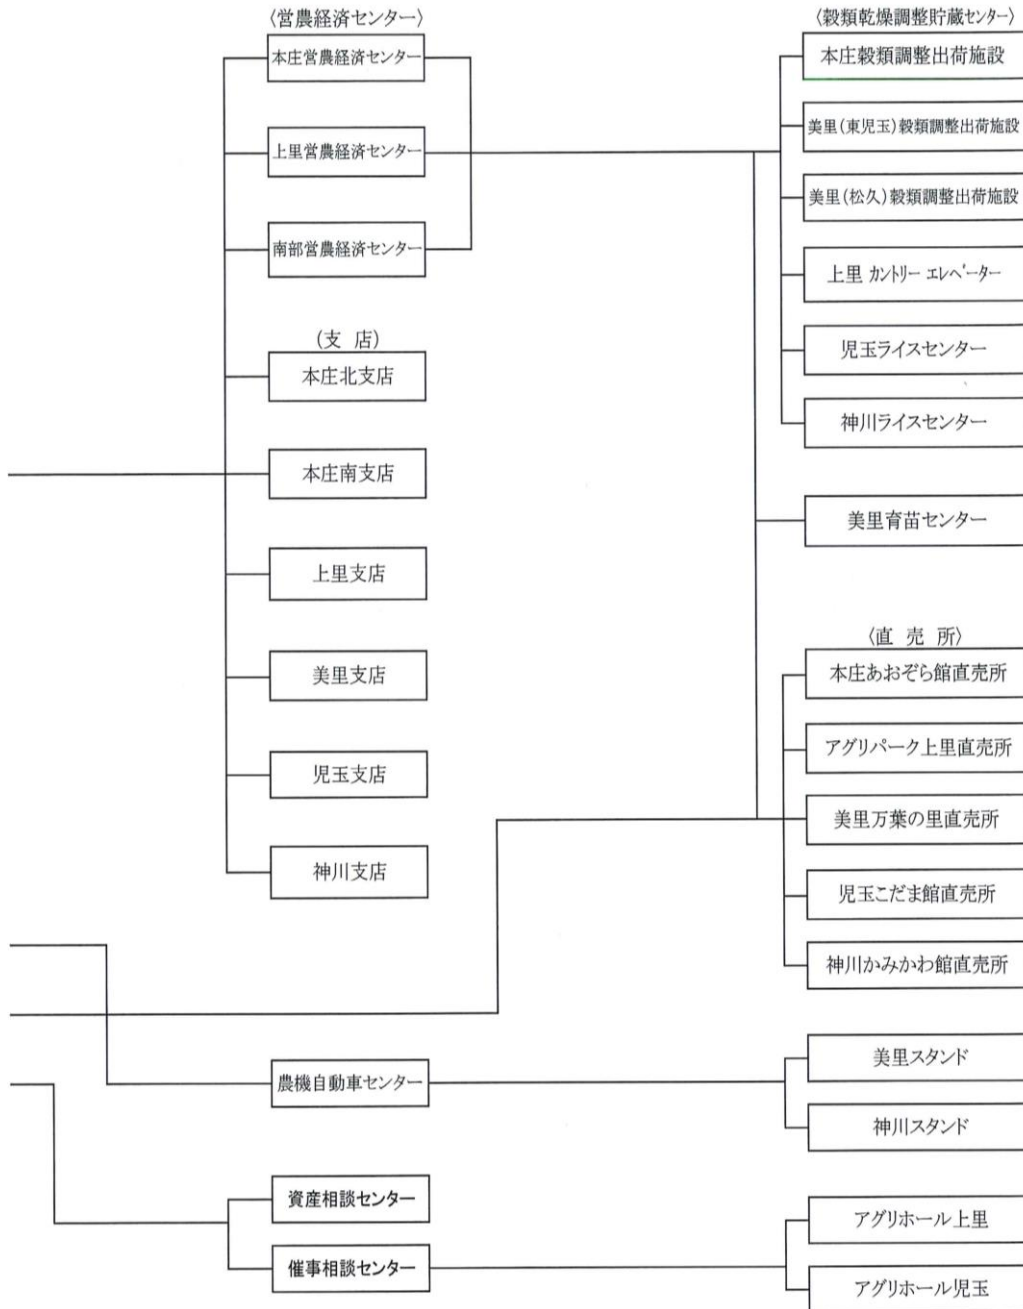 〈営農経済センター〉
本庄営農経済センター
上里営農経済センター
南部営農経済センター
(支 店)
本庄北支店
本庄南支店
上里支店
美里支店
児玉支店
神川支店
農機自動車センター
資産相談センター
催事相談センター
〈穀類乾燥調整貯蔵センター〉
本庄穀類調整出荷施設
美里(東児玉)穀類調整出荷施設
美里(松久)穀類調整出荷施設
上里 カントリー エレベーター
児玉ライスセンター
神川ライスセンター
美里育苗センター
〈直 売 所〉
本庄あおぞら館直売所
アグリパーク上里直売所
美里万葉の里直売所
児玉こだま館直売所
神川かみかわ館直売所
美里スタンド
神川スタンド
アグリホール上里
アグリホール児玉